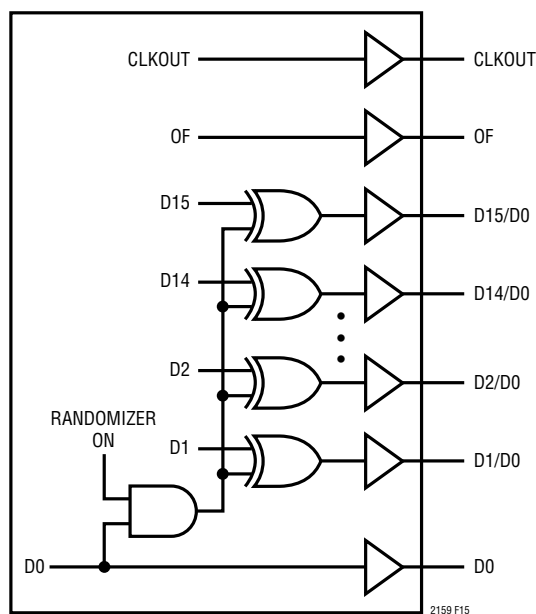 CLKOUT
CLKOUT
OF
OF
D15
D15/D0
D14
D14/D0
D2
D2/D0
RANDOMIZER
ON
D1
D1/D0
D0
D0
2159 F15